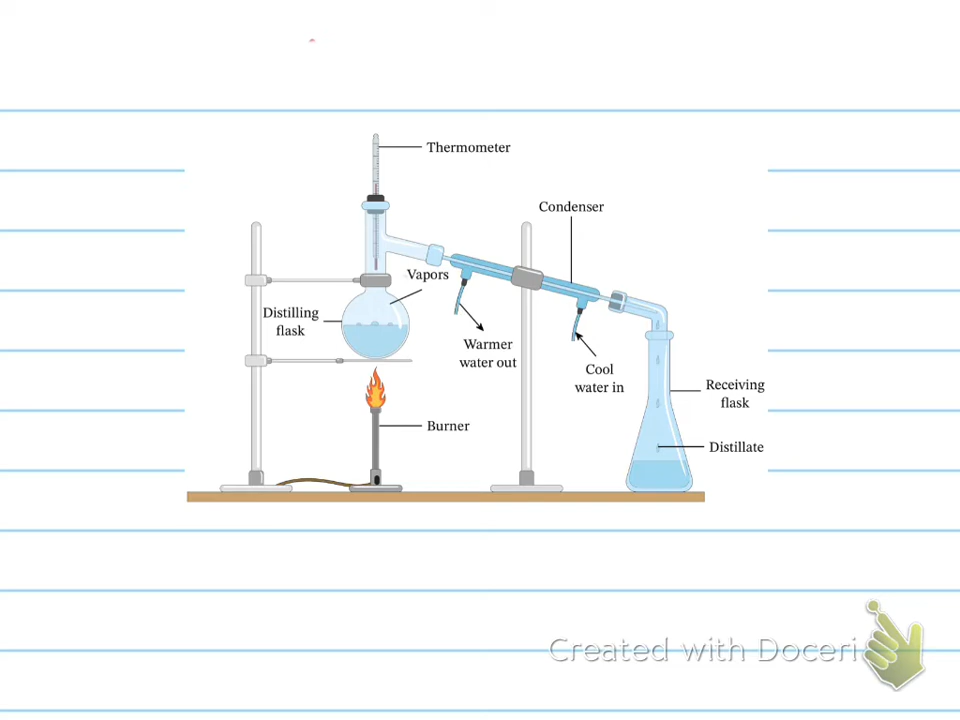 Thermometer
Condenser
Vapors
Distilling
flask
Warmer
water out
Cool
water in
Receiving
flask
Burner
Distillate
Created with Doceri